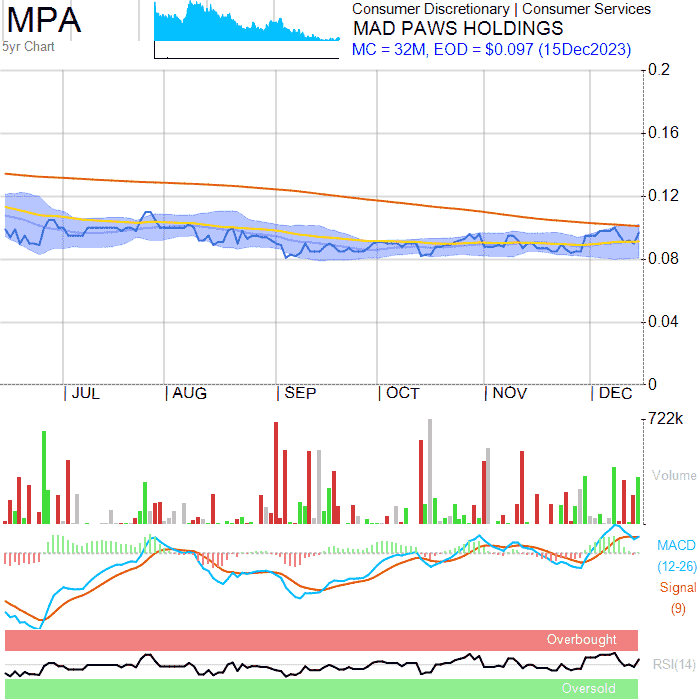 MPA
5yr Chart
Consumer Discretionary | Consumer Services
MAD PAWS HOLDINGS
MC = 32M, EOD = $0.097 (15Dec2023)
0.2
0.16
0.12
0.08
0.04
0
JUL AUG SEP OCT NOV DEC
722k
Volume
MACD
(12-26)
Signal
(9)
Overbought
RSI(14)
Oversold